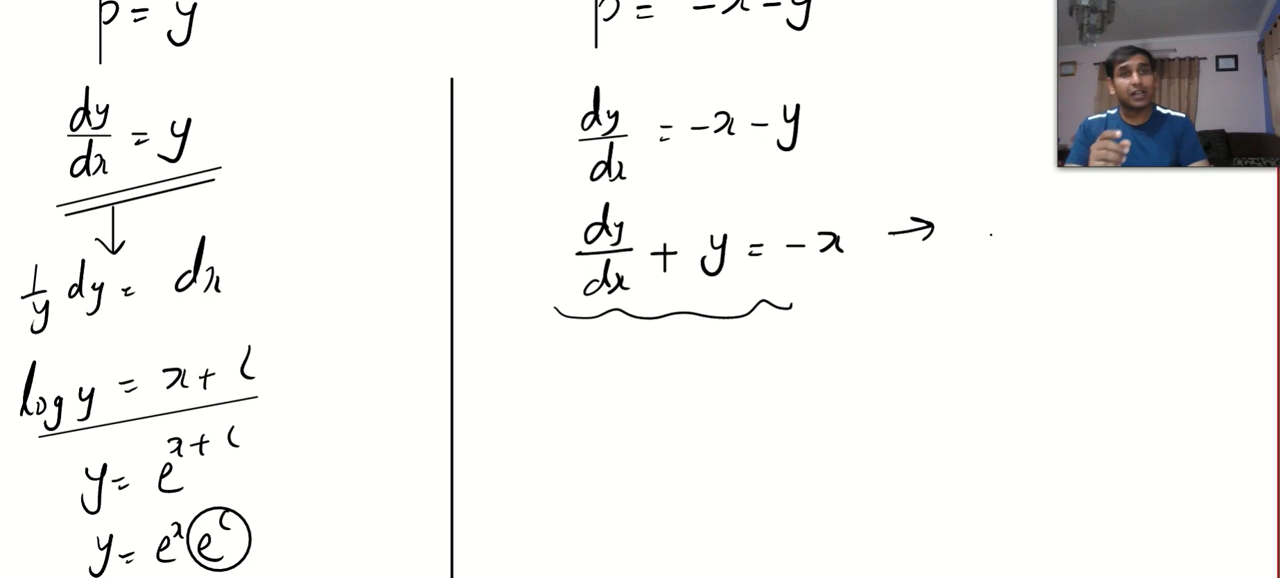 p = y
dy/dx = y
1/y dy = dx
log y = x + c
y = e^{x+c}
y = e^x e^c
p = -x-y
dy/dx = -x-y
dy/dx + y = -x →